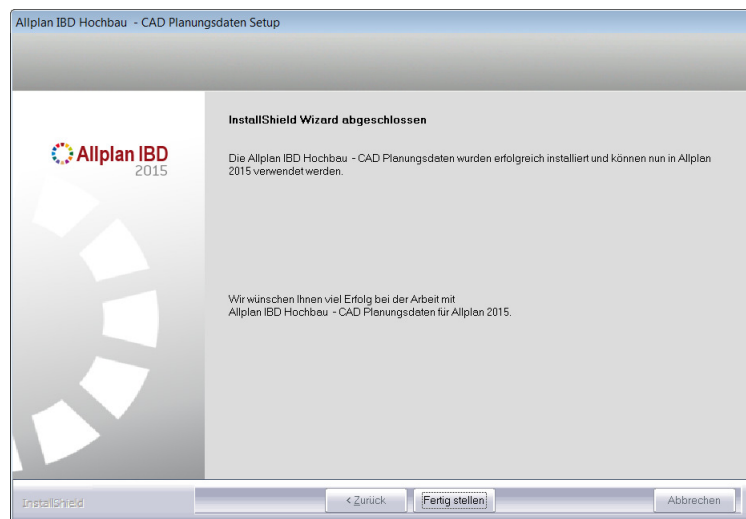 Allplan IBD Hochbau - CAD Planungsdaten Setup
InstallShield Wizard abgeschlossen
Allplan IBD
2015
Die Allplan IBD Hochbau - CAD Planungsdaten wurden erfolgreich installiert und können nun in Allplan
2015 verwendet werden.
Wir wünschen Ihnen viel Erfolg bei der Arbeit mit
Allplan IBD Hochbau - CAD Planungsdaten für Allplan 2015.
InstallShield
< Zurück
Fertig stellen
Abbrechen